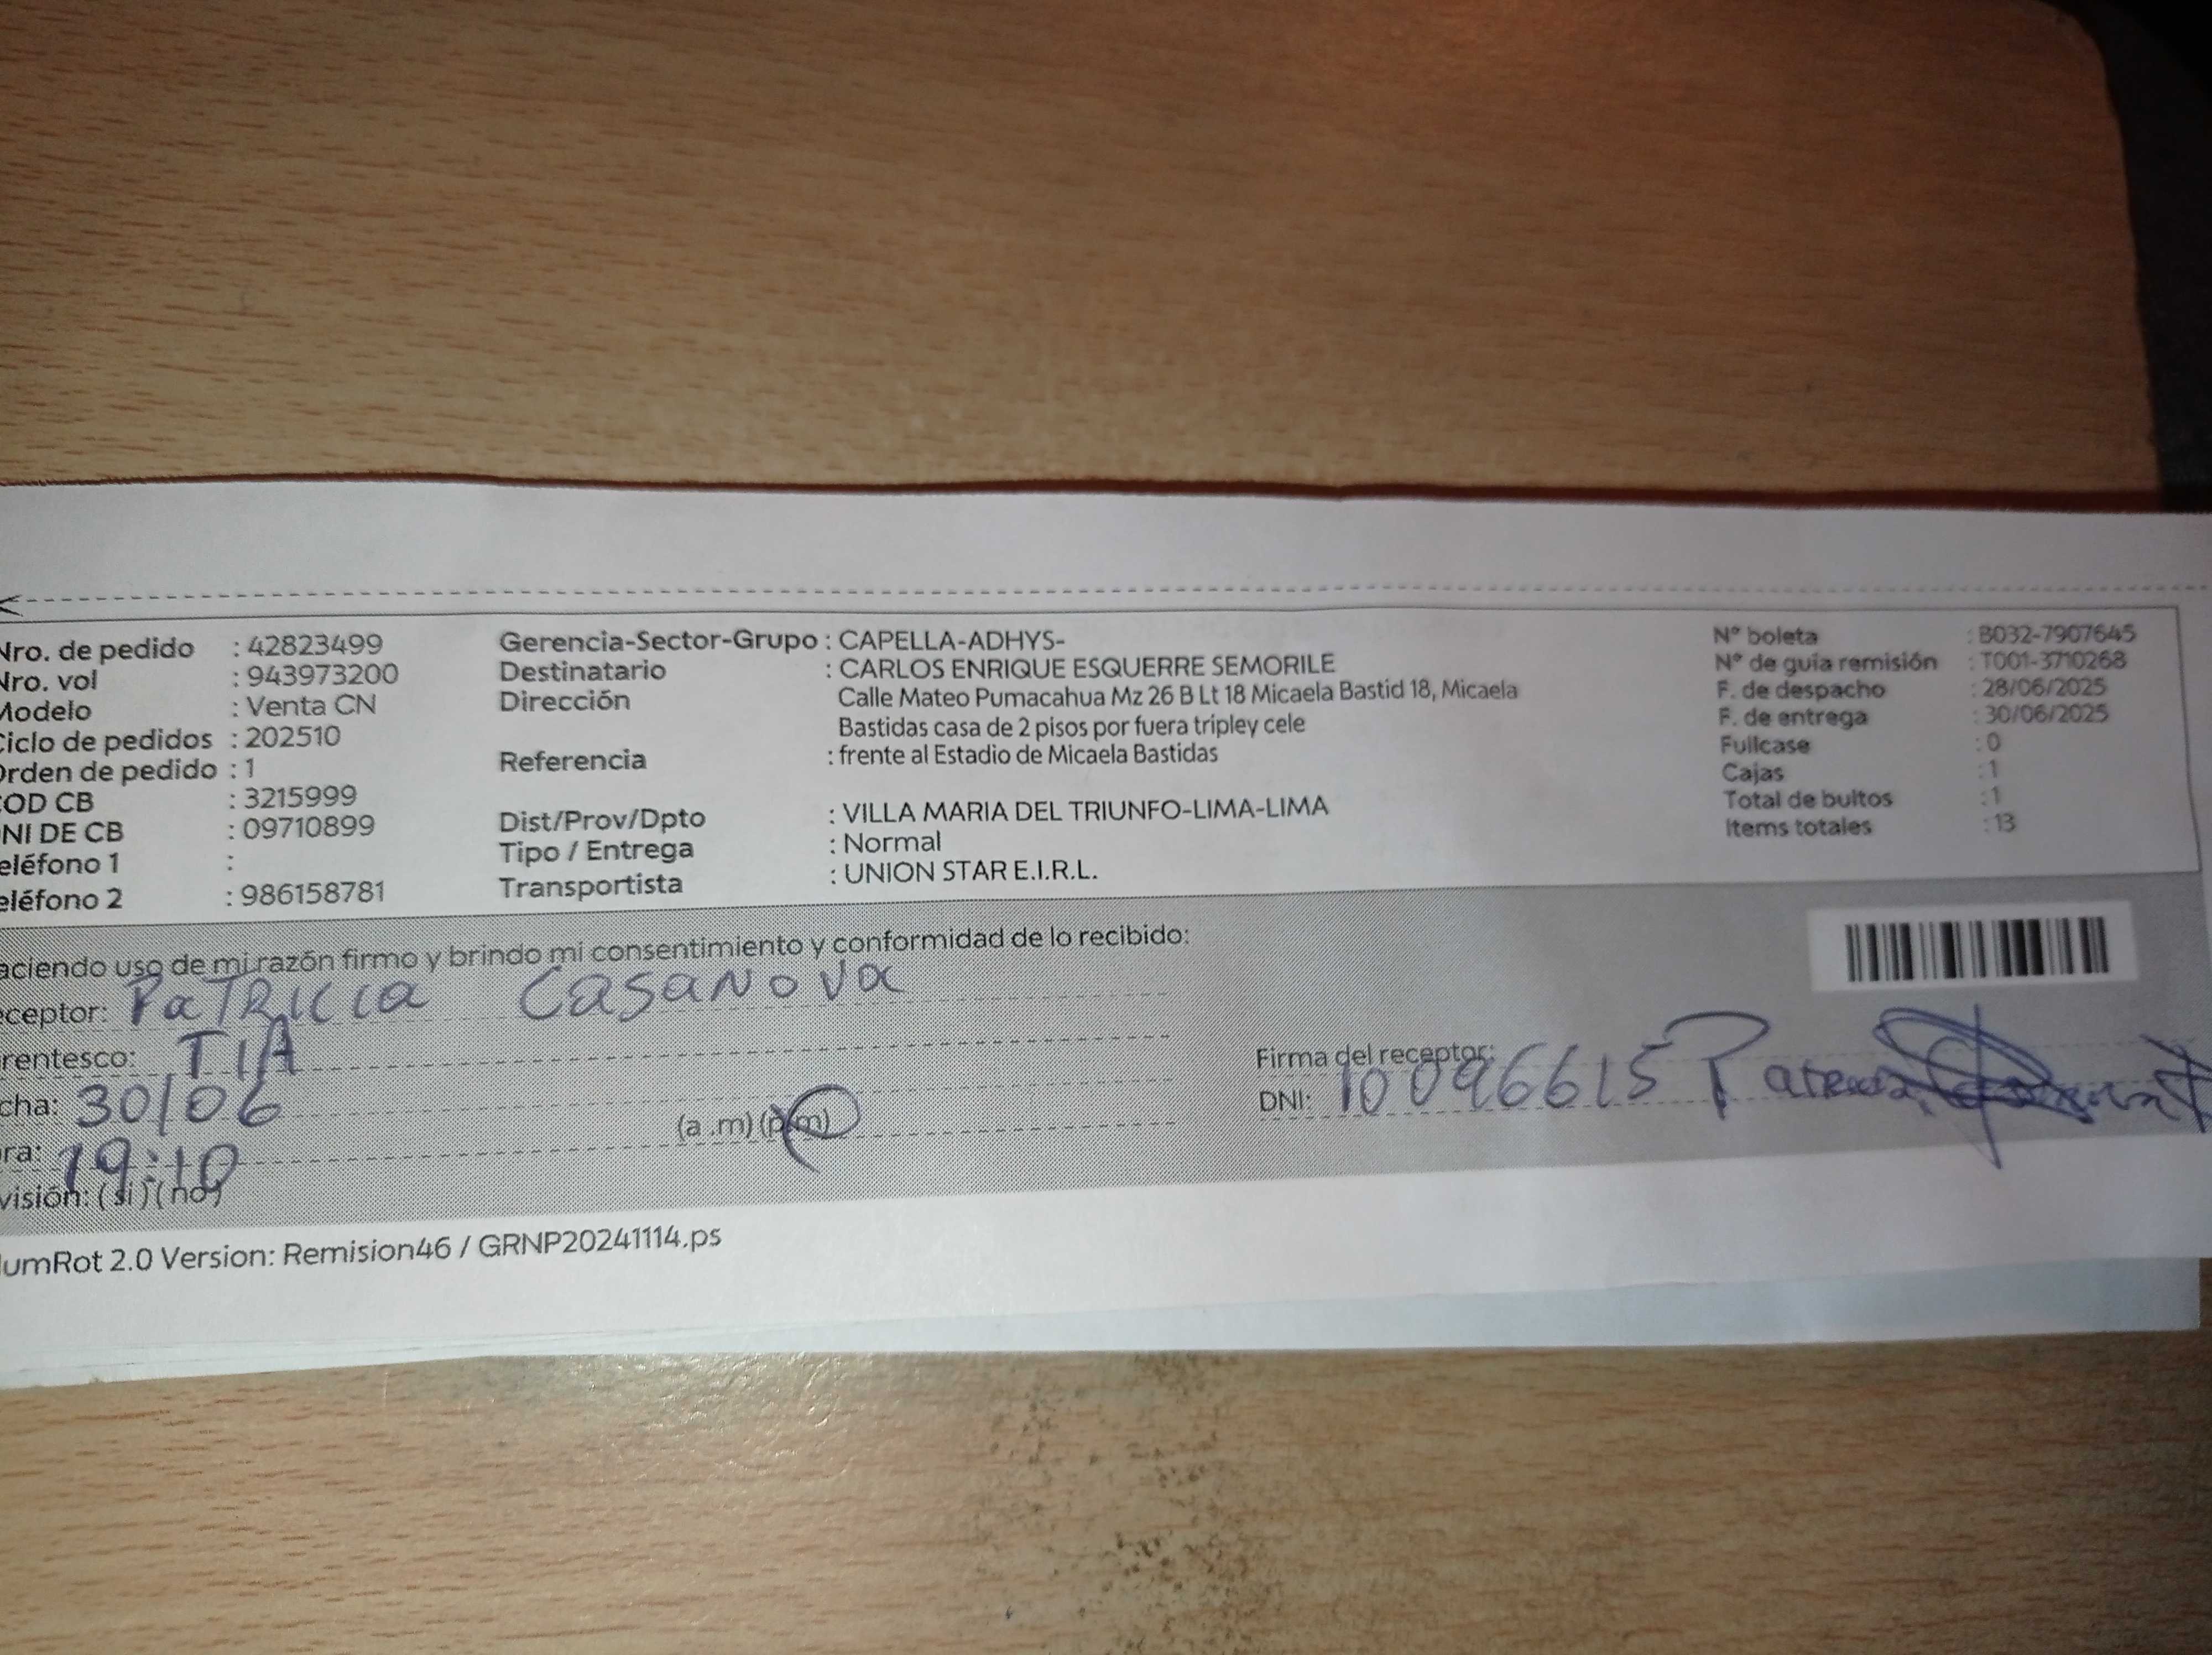 Nro. de pedido : 42823499
Nro. vol : 943973200
Modelo : Venta CN
Ciclo de pedidos : 202510
Orden de pedido : 1
COD CB : 3215999
DNI DE CB : 09710899
Teléfono 1 :
Teléfono 2 : 986158781
Gerencia-Sector-Grupo : CAPELLA-ADHYS-
Destinatario : CARLOS ENRIQUE ESQUERRE SEMORILE
Dirección Calle Mateo Pumacahua Mz 26 B Lt 18 Micaela Bastid 18, Micaela
Bastidas casa de 2 pisos por fuera tripley cele
Referencia : frente al Estadio de Micaela Bastidas
Dist/Prov/Dpto : VILLA MARIA DEL TRIUNFO-LIMA-LIMA
Tipo / Entrega : Normal
Transportista : UNION STAR E.I.R.L.
N° boleta : B032-7907645
N° de guía remisión : T001-3710268
F. de despacho : 28/06/2025
F. de entrega : 30/06/2025
Fullcase : 0
Cajas : 1
Total de bultos : 1
Items totales : 13
aciendo uso de mi razón firmo y brindo mi consentimiento y conformidad de lo recibido:
ceptor: PaTRICIa CasaNova
rentesco: TIA
cha: 30/06
ra: 19:10 (a .m) (p.m)
visión: (si) (no)
Firma del receptor:
DNI: 10096615
umRot 2.0 Version: Remision46 / GRNP20241114.ps